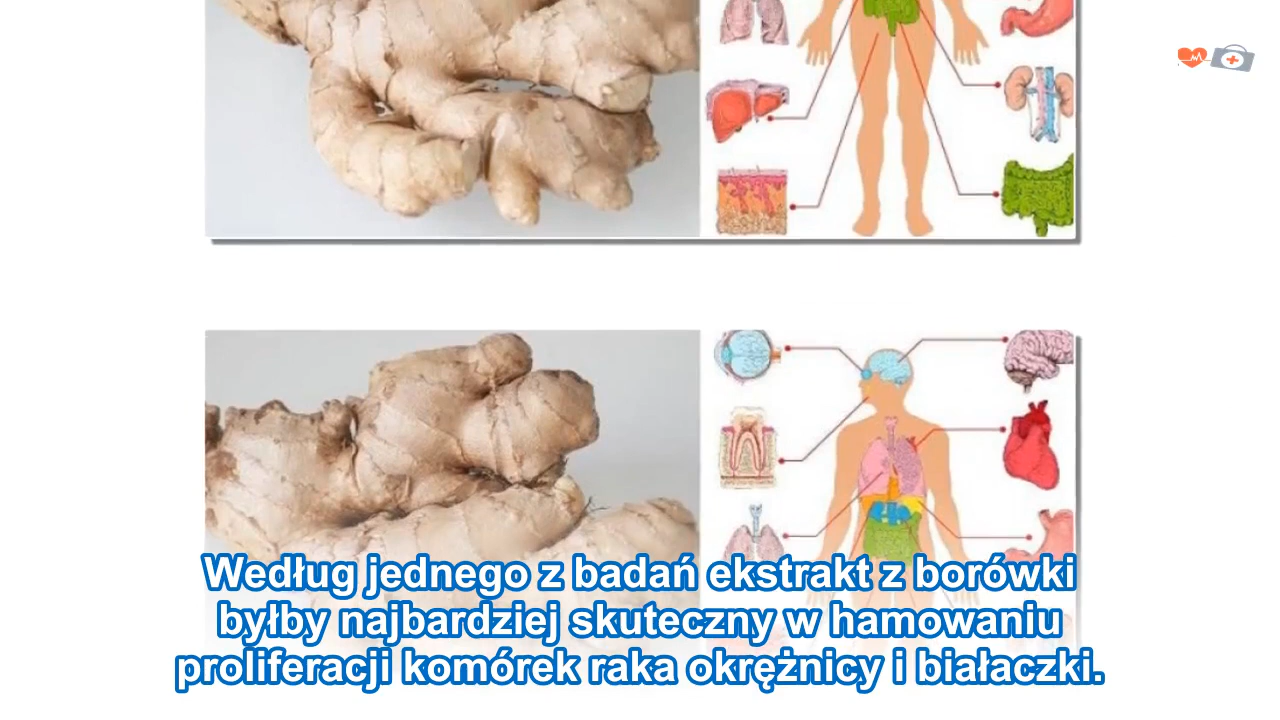 Według jednego z badań ekstrakt z borówki
byłby najbardziej skuteczny w hamowaniu
proliferacji komórek raka okrężnicy i białaczki.